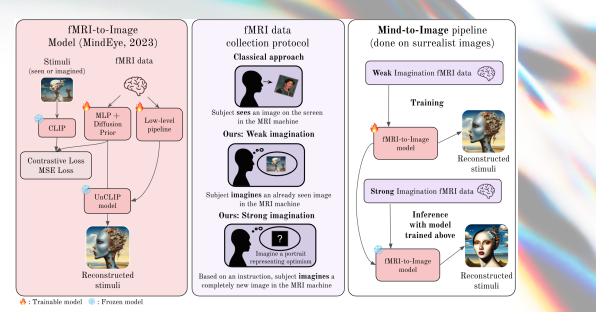 fMRI-to-Image
Model (MindEye, 2023)
Stimuli
(seen or imagined)
fMRI data
CLIP
MLP +
Diffusion
Prior
Low-level
pipeline
Contrastive Loss
MSE Loss
UnCLIP
model
Reconstructed
stimuli
: Trainable model
: Frozen model
fMRI data
collection protocol
Classical approach
Subject sees an image on the screen
in the MRI machine
Ours: Weak imagination
Subject imagines an already seen image
in the MRI machine
Ours: Strong imagination
?
Imagine a portrait
representing optimism
Based on an instruction, subject imagines a
completely new image in the MRI machine
Mind-to-Image pipeline
(done on surrealist images)
Weak Imagination fMRI data
Training
fMRI-to-Image
model
Reconstructed
stimuli
Strong Imagination fMRI data
Inference
with model
trained above
fMRI-to-Image
model
Reconstructed
stimuli